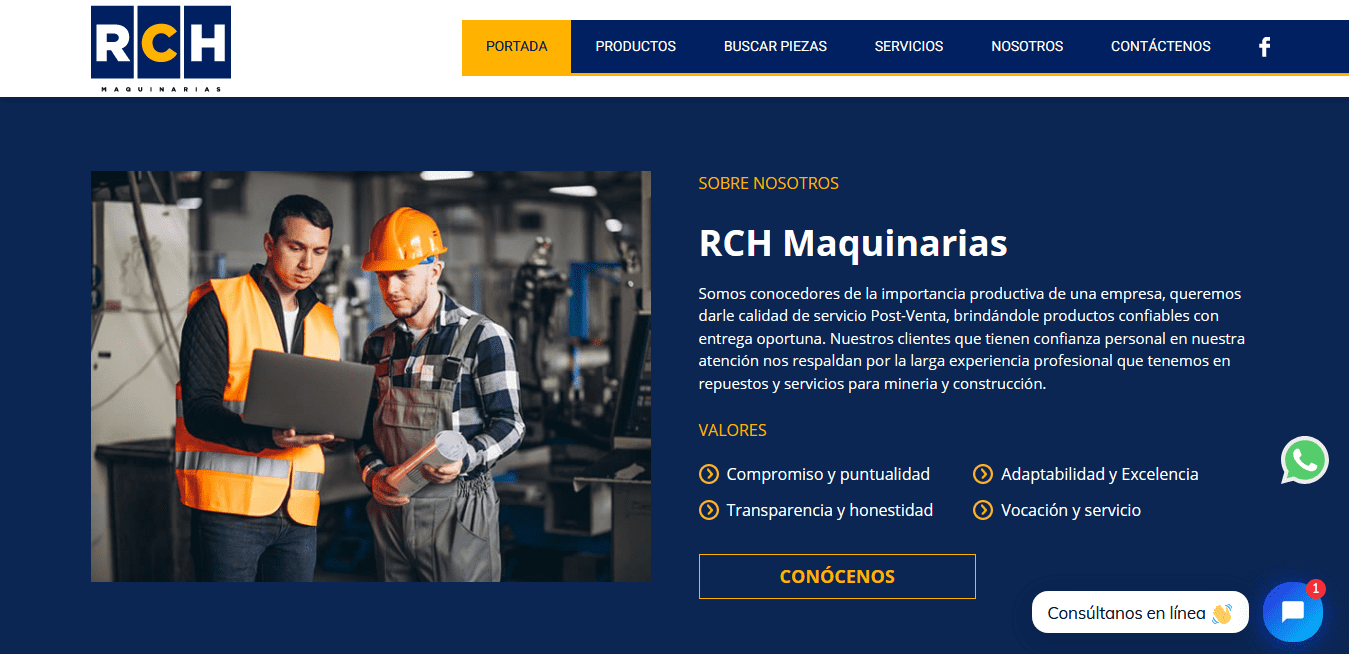 RCH
MAQUINARIAS
PORTADA
PRODUCTOS
BUSCAR PIEZAS
SERVICIOS
NOSOTROS
CONTÁCTENOS
SOBRE NOSOTROS
RCH Maquinarias
Somos conocedores de la importancia productiva de una empresa, queremos
darle calidad de servicio Post-Venta, brindándole productos confiables con
entrega oportuna. Nuestros clientes que tienen confianza personal en nuestra
atención nos respaldan por la larga experiencia profesional que tenemos en
repuestos y servicios para mineria y construcción.
VALORES
Compromiso y puntualidad
Adaptabilidad y Excelencia
Transparencia y honestidad
Vocación y servicio
CONÓCENOS
Consúltanos en línea 👋
1